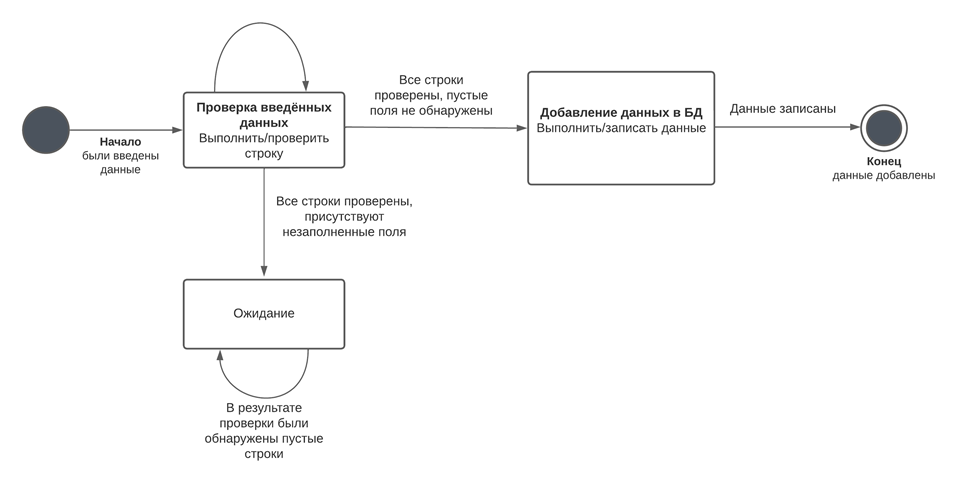 Начало
были введены
данные
Проверка введённых
данных
Выполнить/проверить
строку
Все строки
проверены, пустые
поля не обнаружены
Добавление данных в БД
Выполнить/записать данные
Данные записаны
Конец
данные добавлены
Все строки проверены,
присутствуют
незаполненные поля
Ожидание
В результате
проверки были
обнаружены пустые
строки